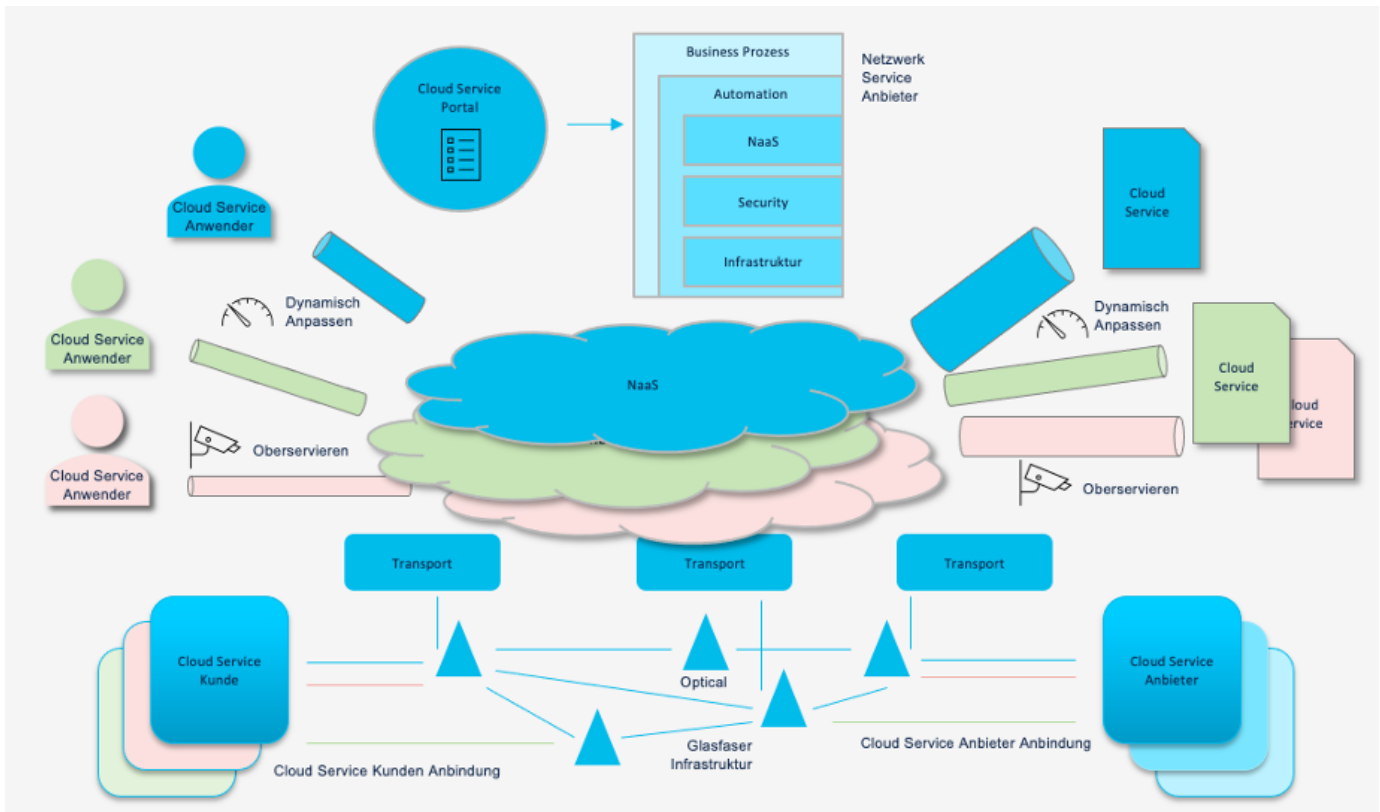 Business Prozess
Netzwerk
Service
Anbieter
Cloud Service
Portal
Automation
NaaS
Security
Infrastruktur
Cloud Service
Anwender
Cloud
Service
Dynamisch
Anpassen
Dynamisch
Anpassen
Cloud Service
Anwender
NaaS
Cloud
Service
Cloud Service
Anwender
Oberservieren
Oberservieren
Transport
Transport
Transport
Cloud Service
Kunde
Optical
Cloud Service
Anbieter
Glasfaser
Infrastruktur
Cloud Service Kunden Anbindung
Cloud Service Anbieter Anbindung